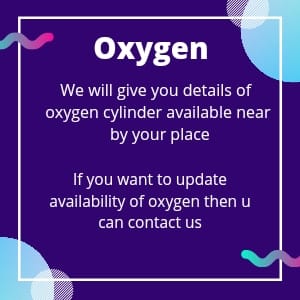 Oxygen
We will give you details of
oxygen cylinder available near
by your place
If you want to update
availability of oxygen then u
can contact us